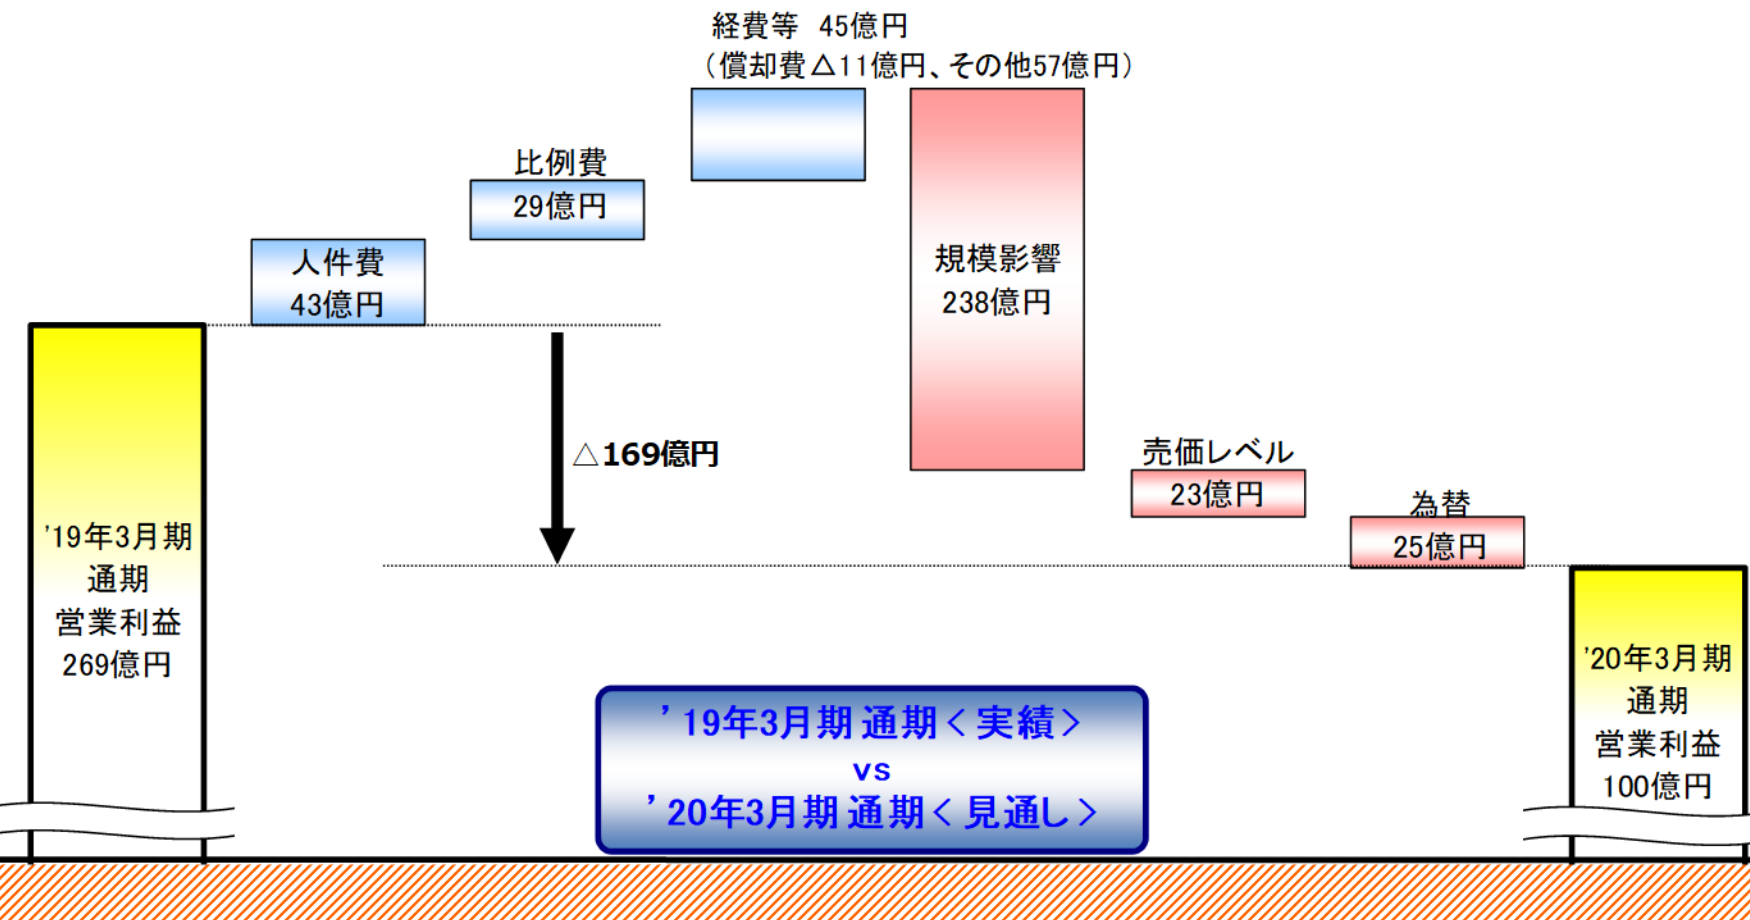 経費等 45億円
（償却費△11億円、その他57億円）
比例費
29億円
人件費
43億円
規模影響
238億円
△169億円
売価レベル
23億円
為替
25億円
'19年3月期
通期
営業利益
269億円
'20年3月期
通期
営業利益
100億円
’19年3月期 通期＜実績＞
vs
’20年3月期 通期＜見通し＞